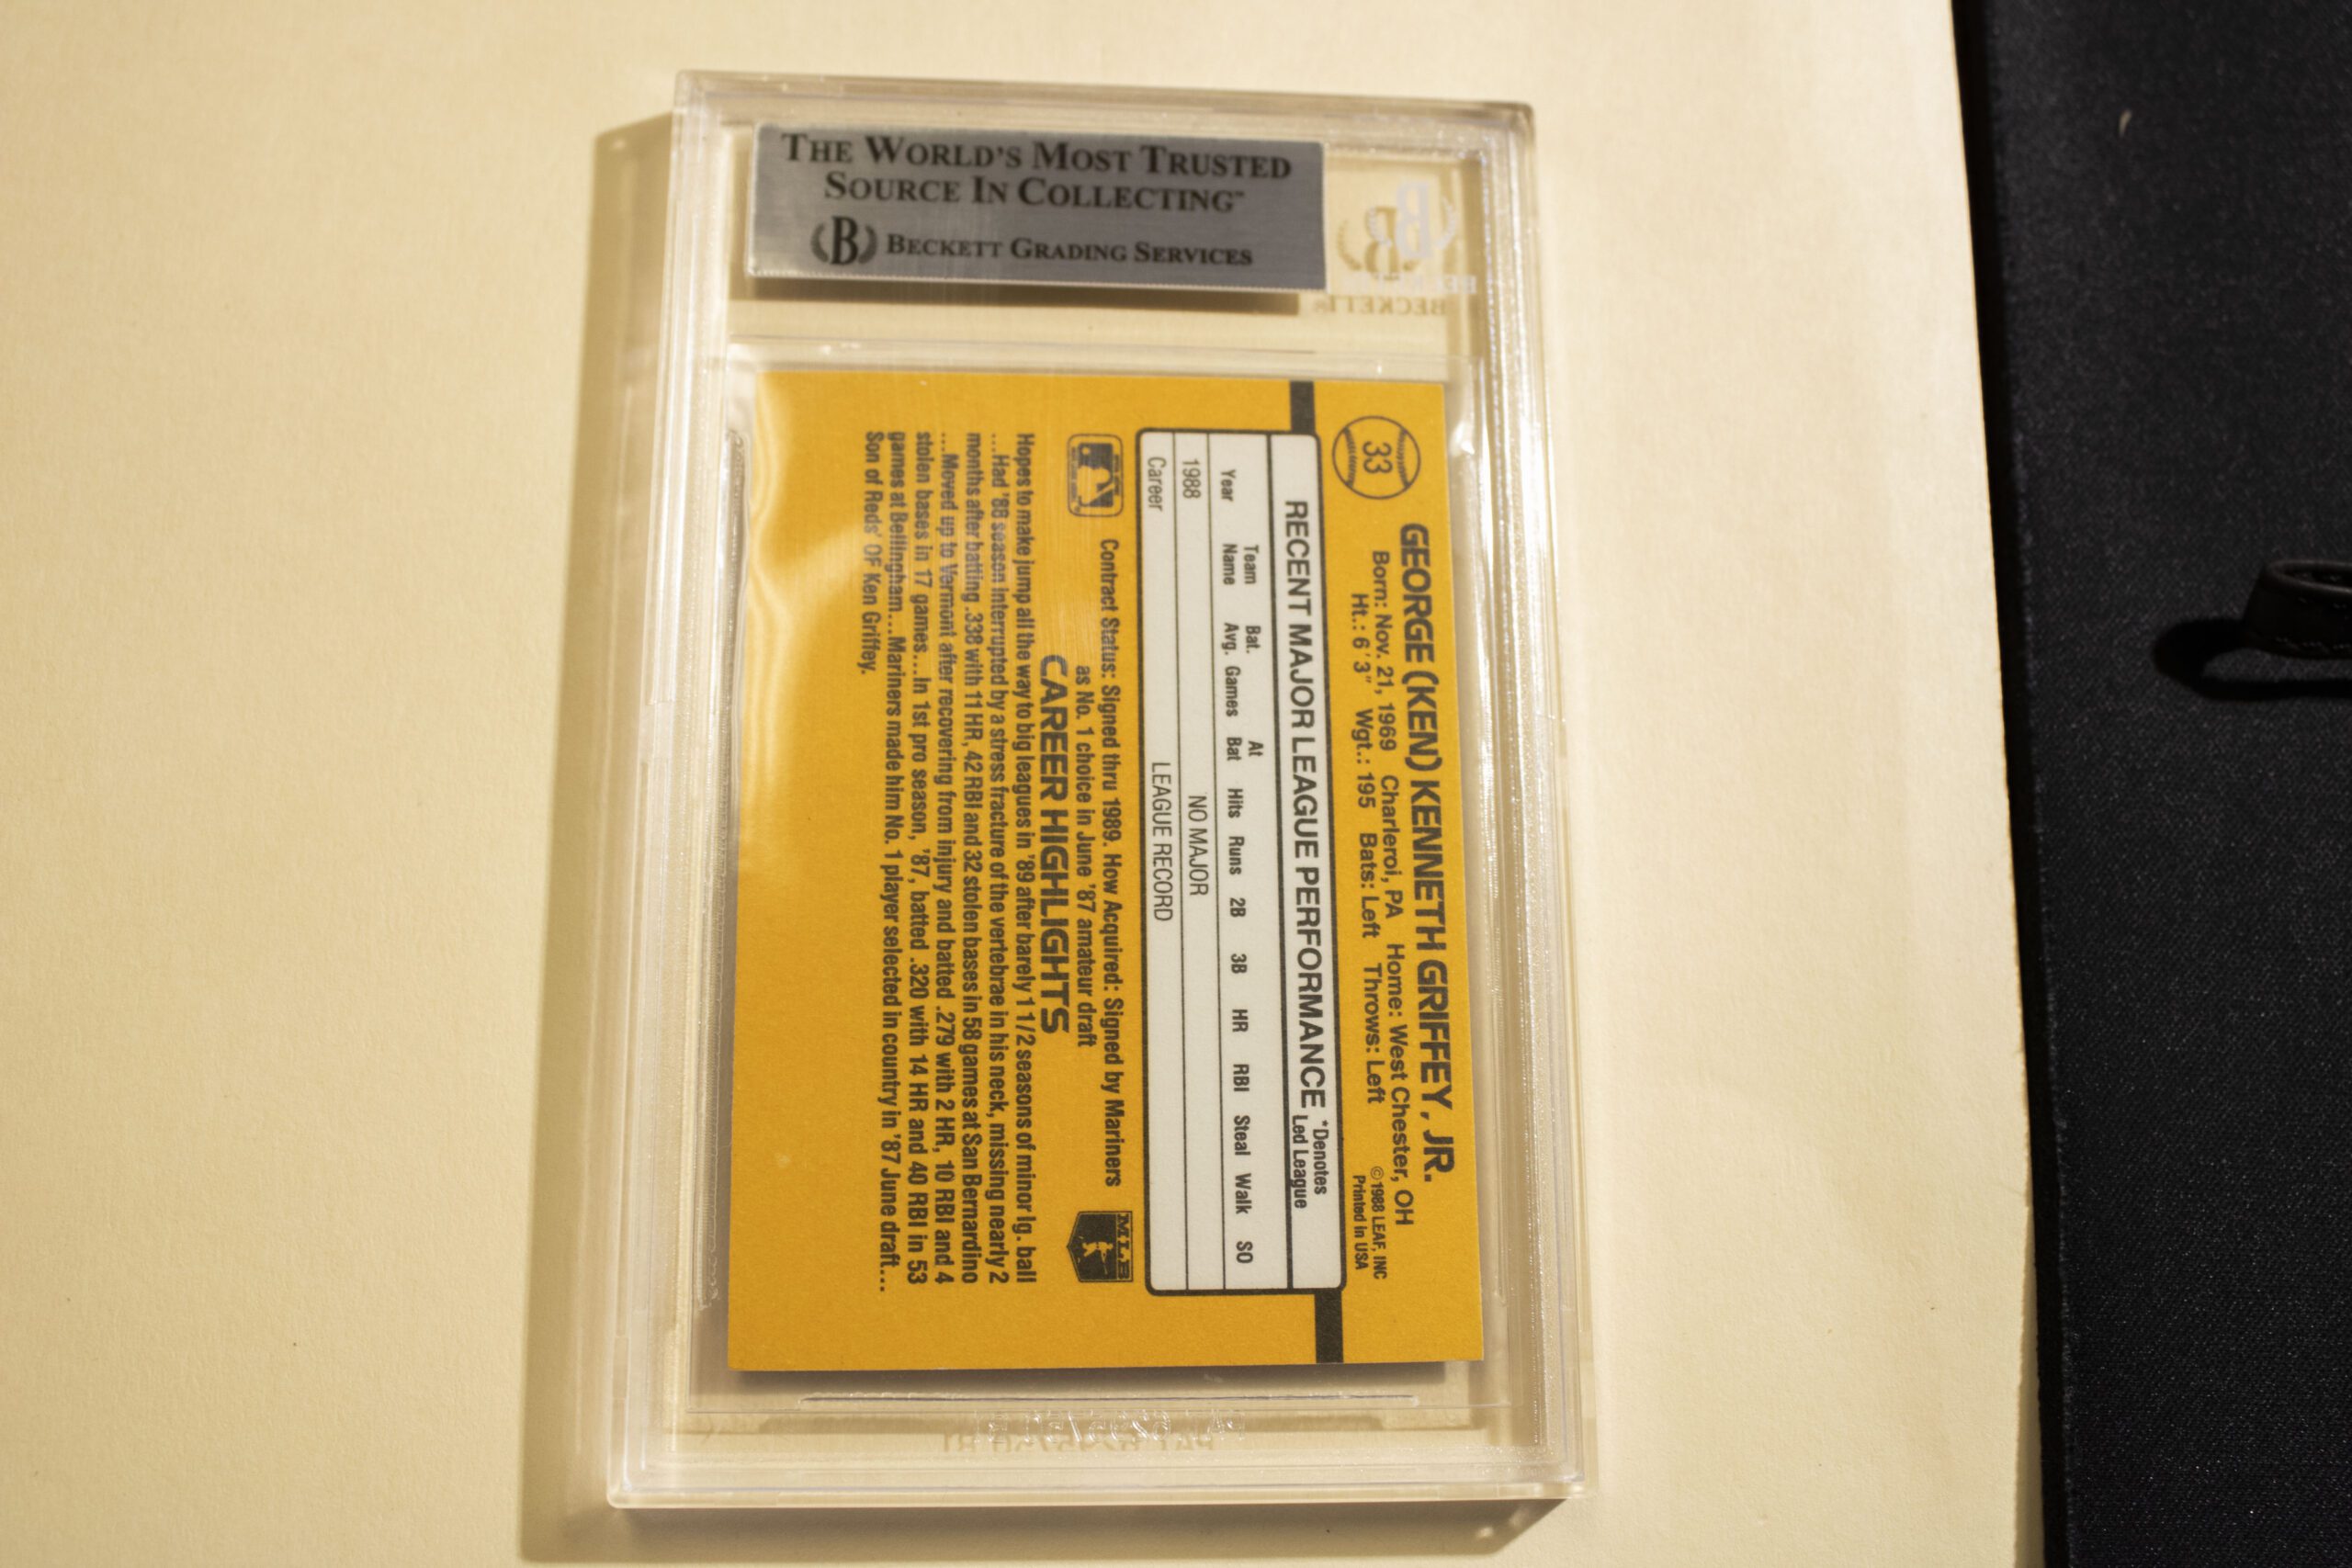 THE WORLD'S MOST TRUSTED
SOURCE IN COLLECTING™
B BECKETT GRADING SERVICES
BECKETT
33
GEORGE (KEN) KENNETH GRIFFEY, JR.
Born: Nov. 21, 1969 Charleroi, PA Home: West Chester, OH
Ht.: 6'3" Wgt.: 195 Bats: Left Throws: Left
©1988 LEAF, INC
Printed in USA
RECENT MAJOR LEAGUE PERFORMANCE *Denotes
Led League
Year Team Name Bat. Avg. Games At Bat Hits Runs 2B 3B HR RBI Steal Walk SO
1988 NO MAJOR
Career LEAGUE RECORD
Contract Status: Signed thru 1989. How Acquired: Signed by Mariners
as No. 1 choice in June '87 amateur draft
MLB
CAREER HIGHLIGHTS
Hopes to make jump all the way to big leagues in '89 after barely 1 1/2 seasons of minor lg. ball
...Had '88 season interrupted by a stress fracture of the vertebrae in his neck, missing nearly 2
months after batting .338 with 11 HR, 42 RBI and 32 stolen bases in 58 games at San Bernardino
...Moved up to Vermont after recovering from injury and batted .279 with 2 HR, 10 RBI and 4
stolen bases in 17 games...In 1st pro season, '87, batted .320 with 14 HR and 40 RBI in 53
games at Bellingham...Mariners made him No. 1 player selected in country in '87 June draft...
Son of Reds' OF Ken Griffey.